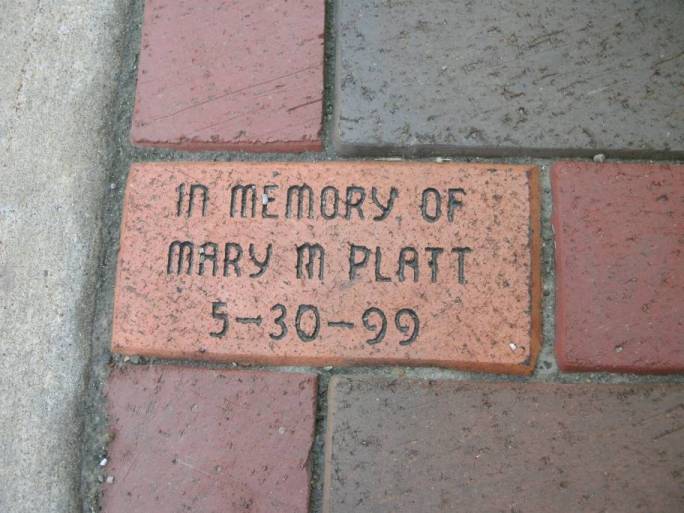 IN MEMORY OF
MARY M PLATT
5-30-99